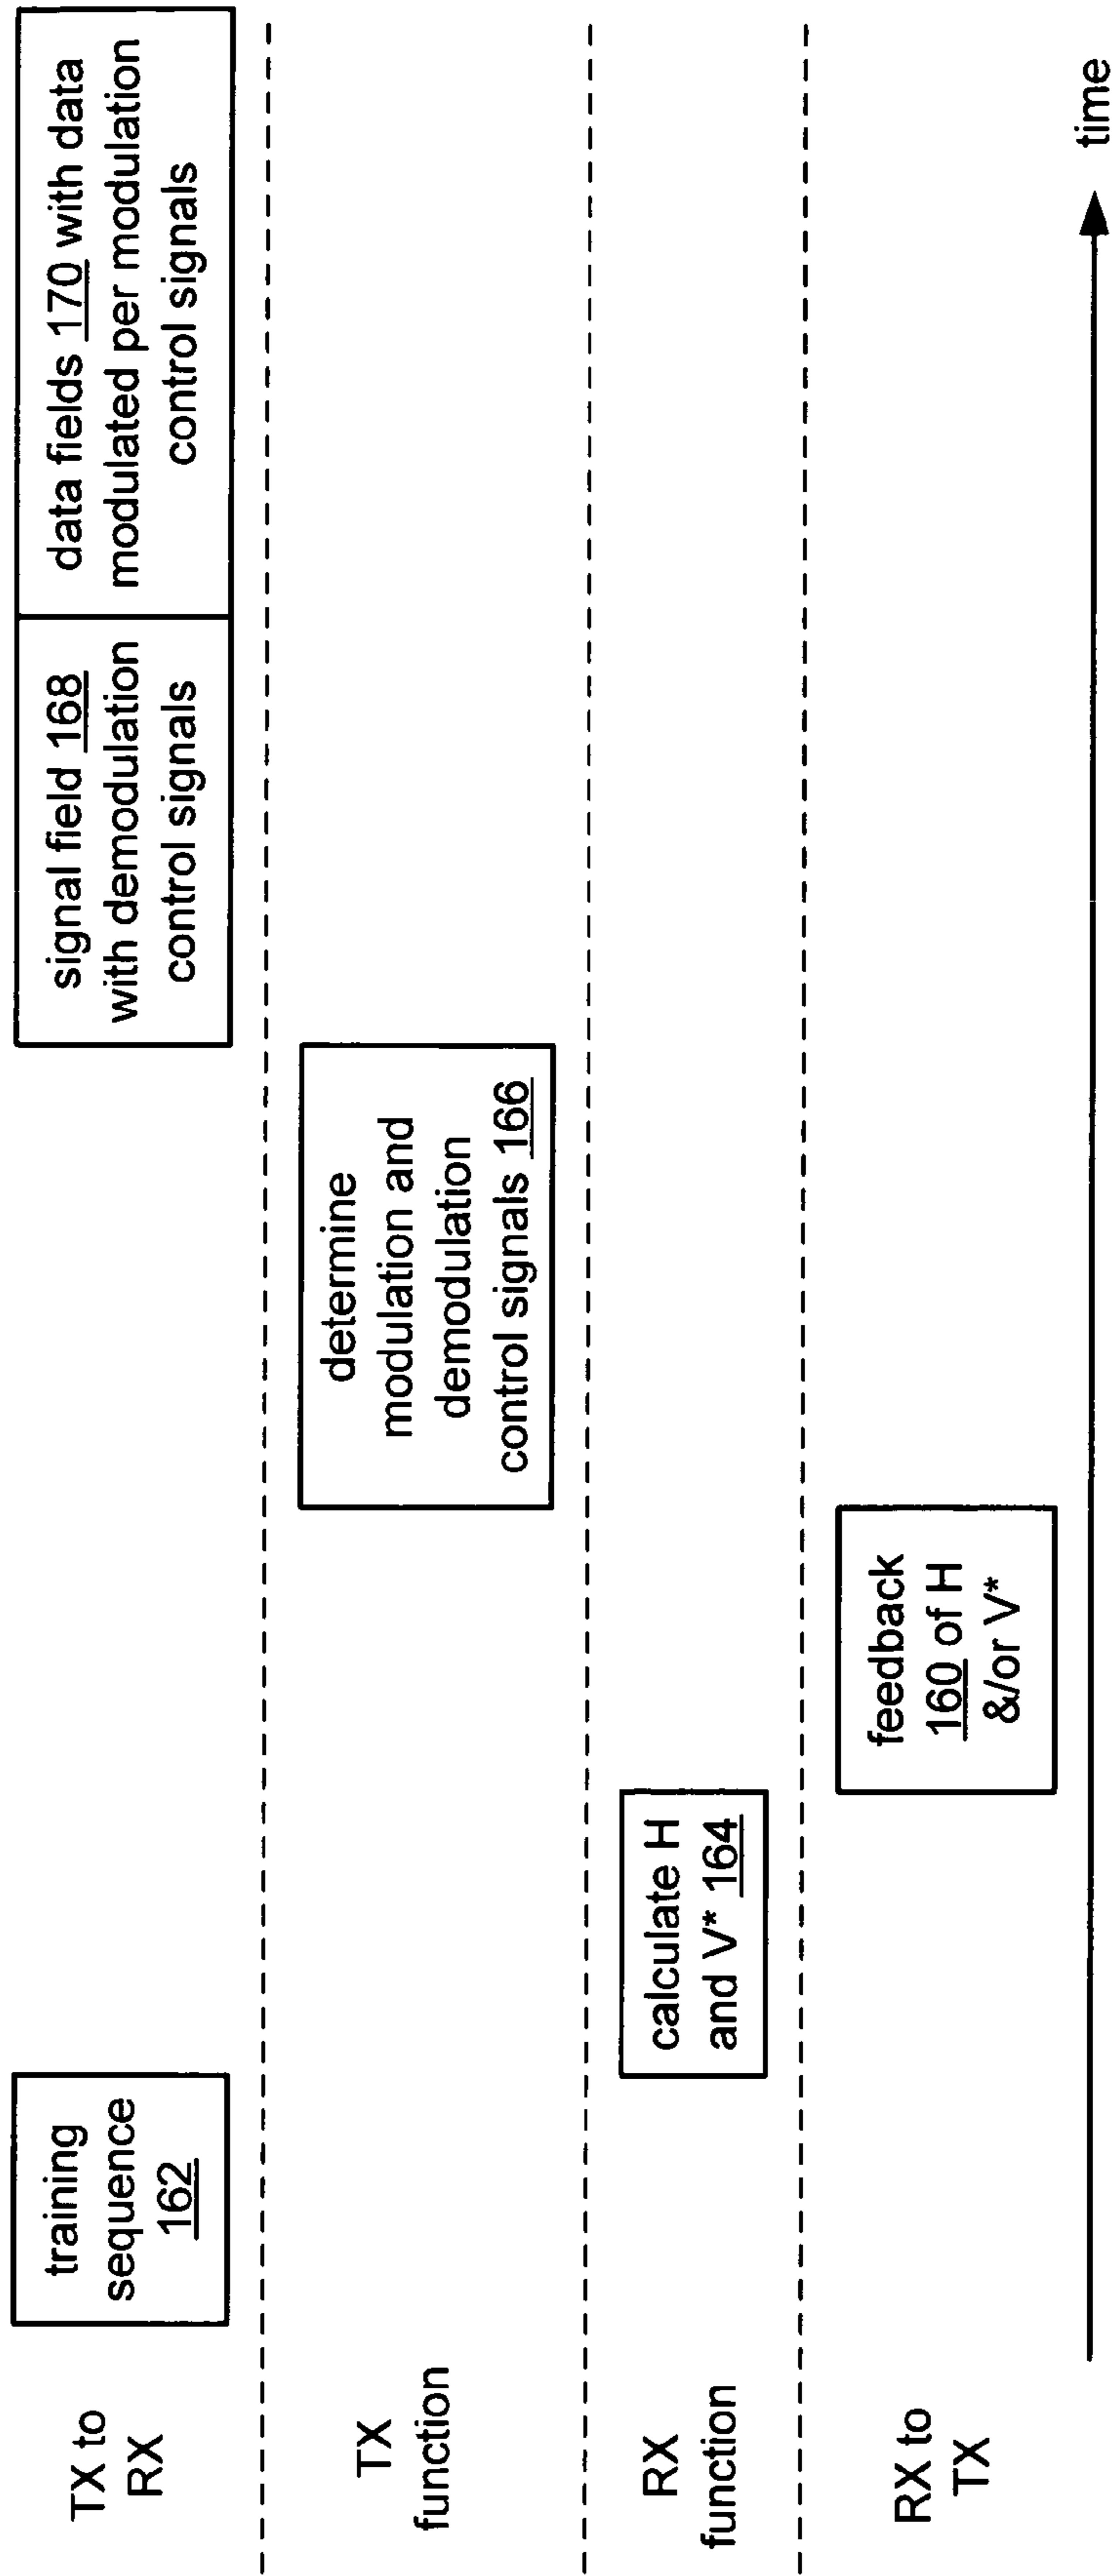 TX to
RX
training
sequence
162
signal field 168
with demodulation
control signals
data fields 170 with data
modulated per modulation
control signals
TX
function
determine
modulation and
demodulation
control signals 166
RX
function
calculate H
and V* 164
RX to
TX
feedback
160 of H
&/or V*
time